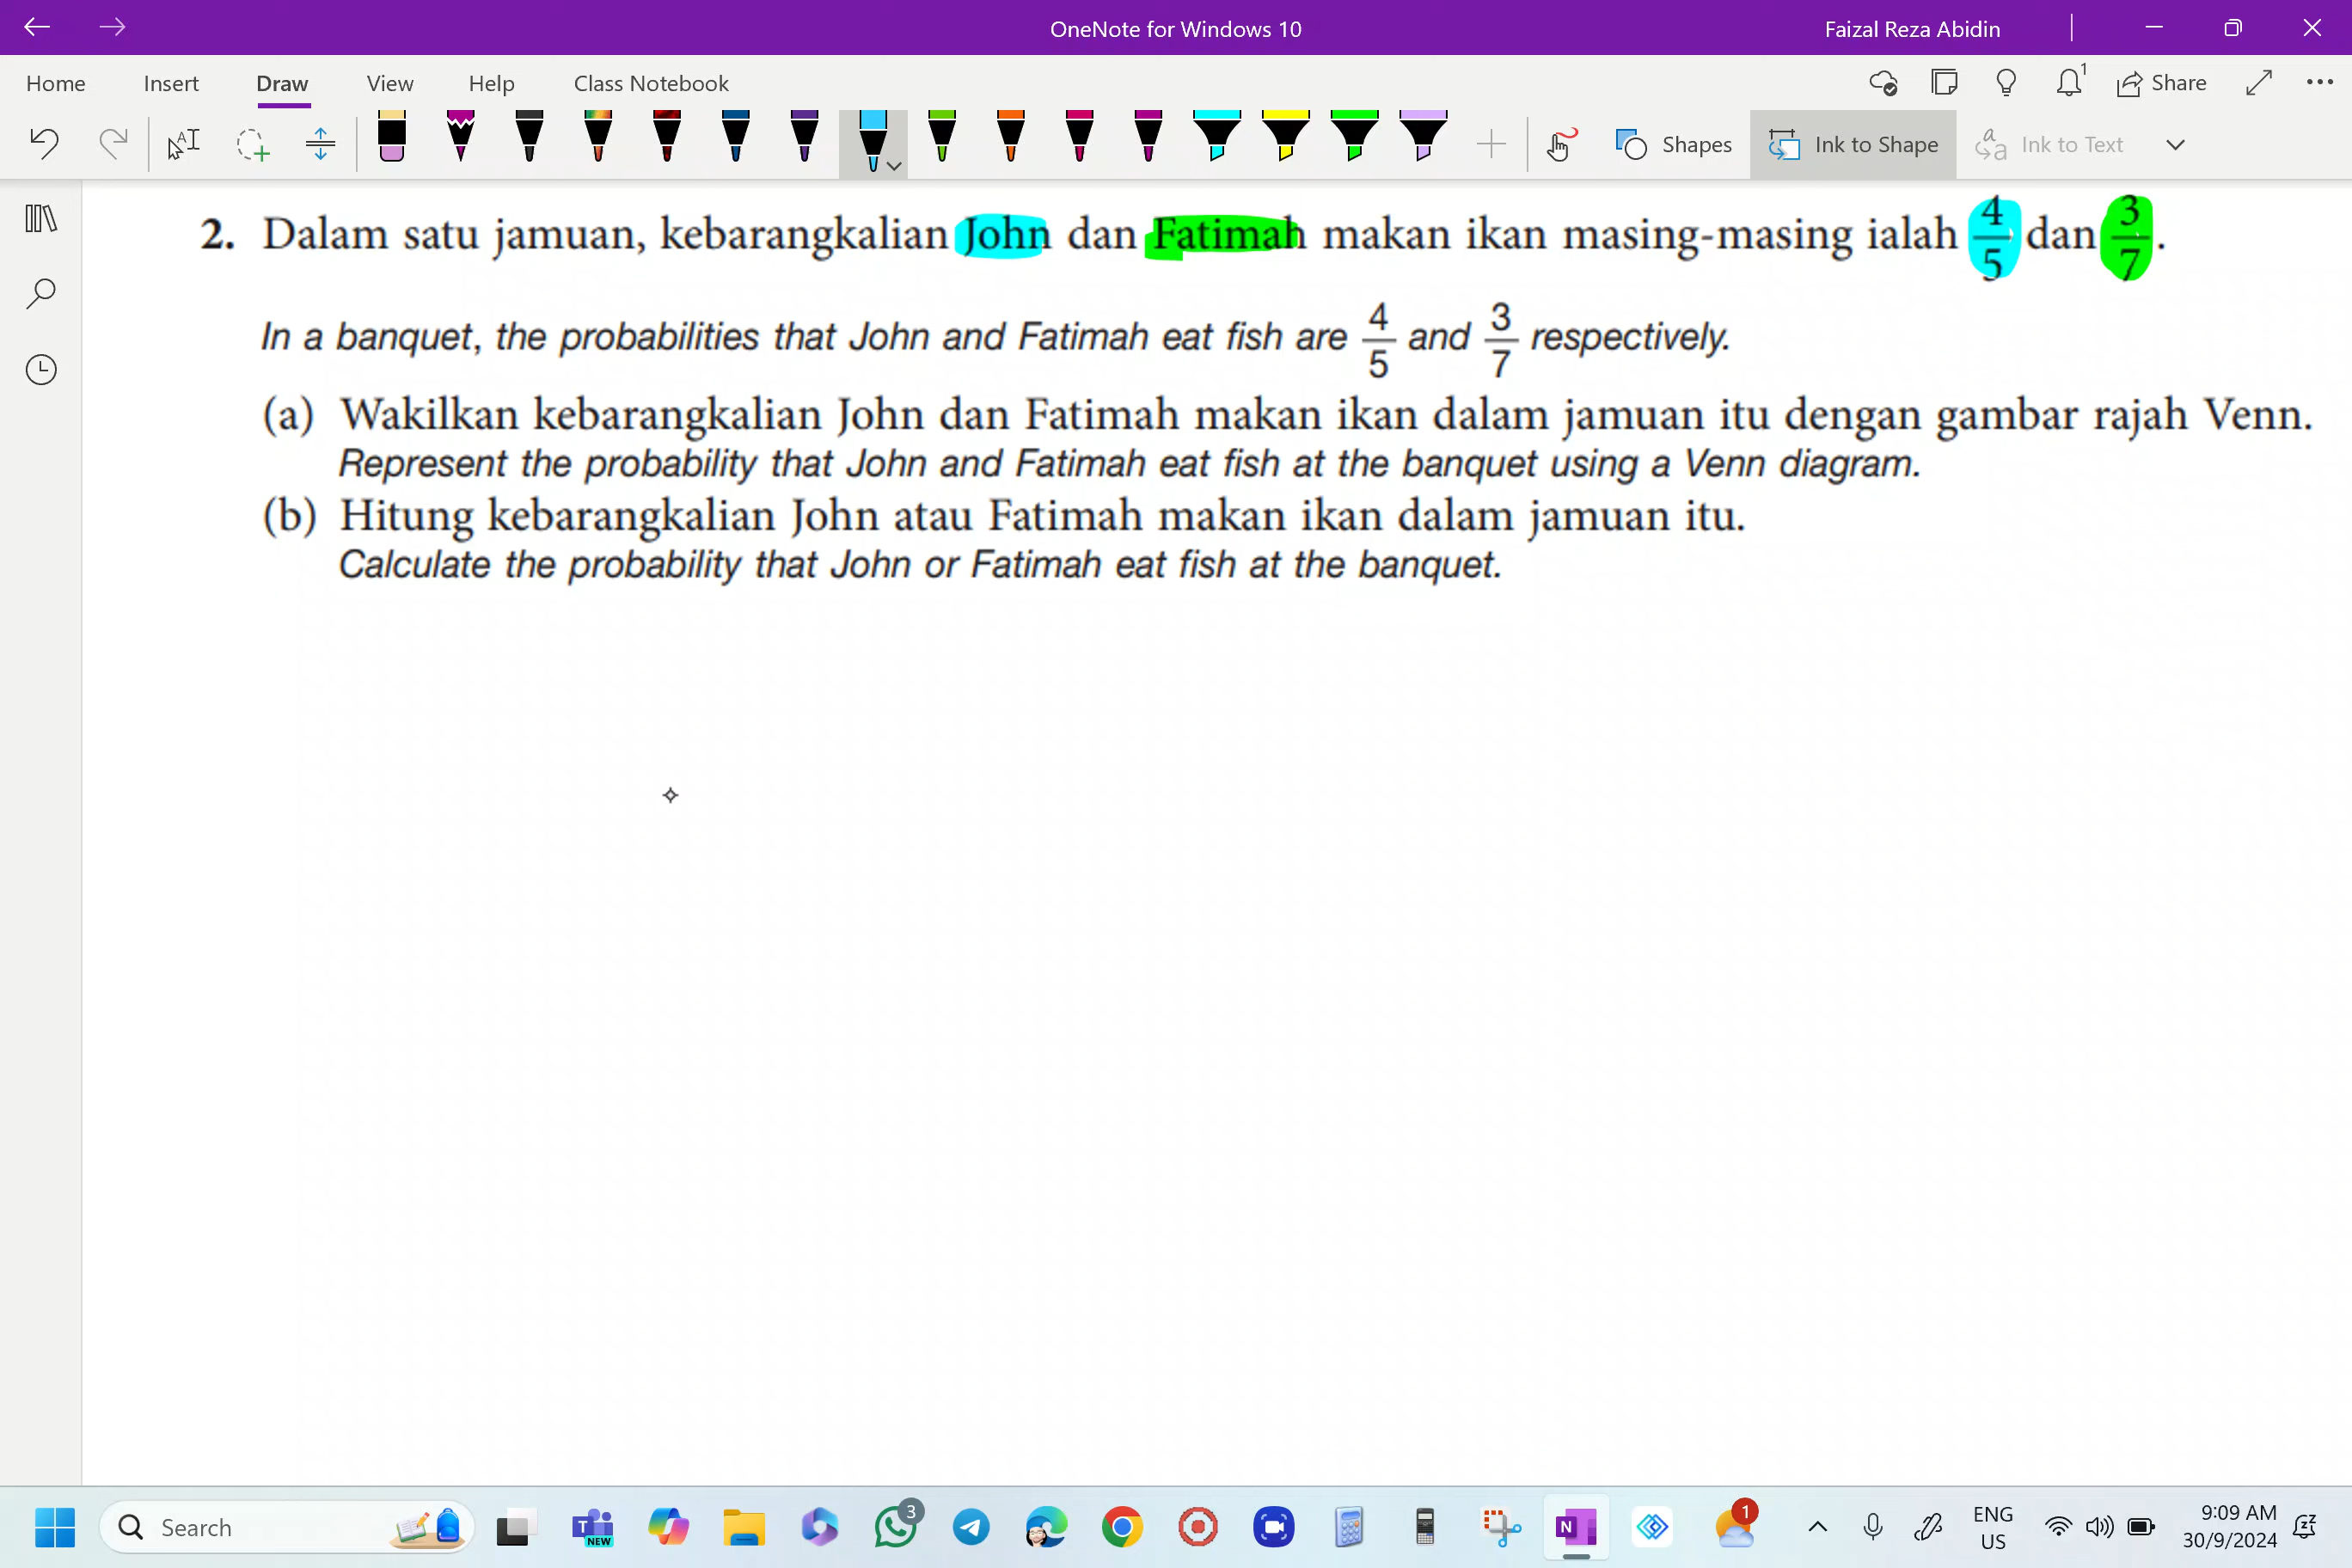 OneNote for Windows 10
Faizal Reza Abidin
Home Insert Draw View Help Class Notebook
1
Share
Shapes
Ink to Shape
Ink to Text
2. Dalam satu jamuan, kebarangkalian John dan Fatimah makan ikan masing-masing ialah 4/5 dan 3/7.
In a banquet, the probabilities that John and Fatimah eat fish are 4/5 and 3/7 respectively.
(a) Wakilkan kebarangkalian John dan Fatimah makan ikan dalam jamuan itu dengan gambar rajah Venn.
Represent the probability that John and Fatimah eat fish at the banquet using a Venn diagram.
(b) Hitung kebarangkalian John atau Fatimah makan ikan dalam jamuan itu.
Calculate the probability that John or Fatimah eat fish at the banquet.
Search
NEW
3
1
ENG
US
9:09 AM
30/9/2024